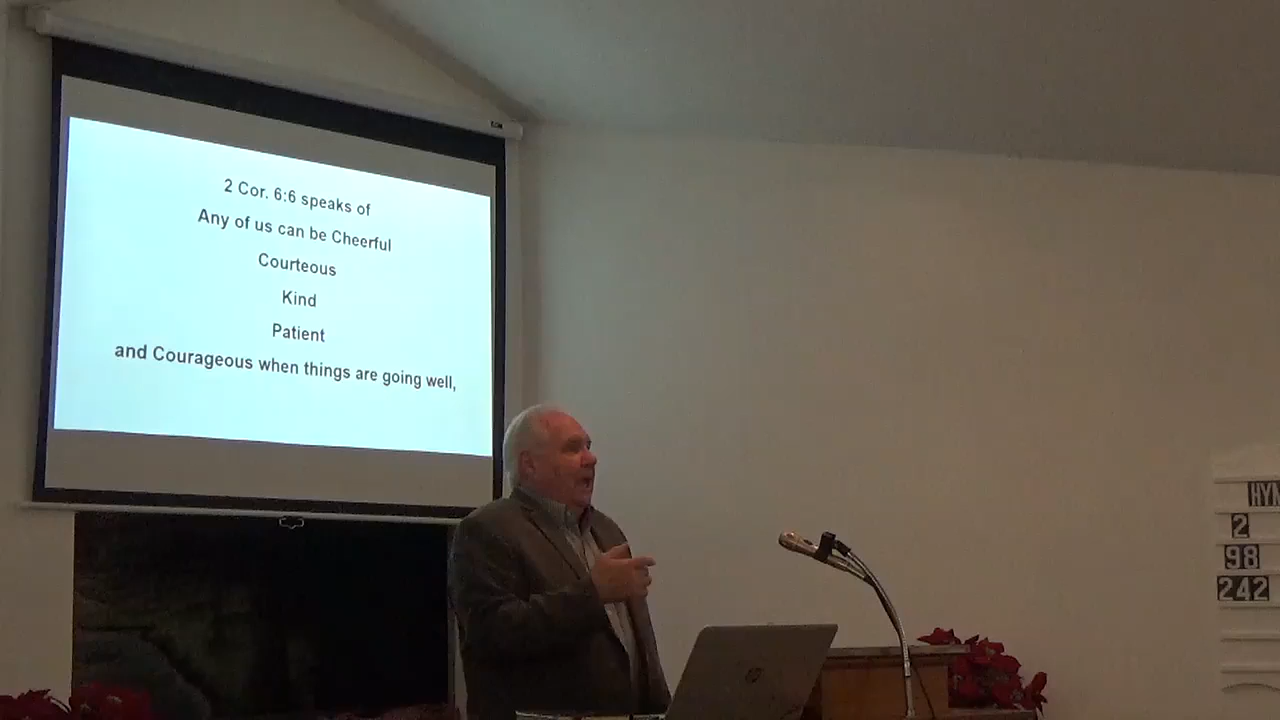 2 Cor. 6:6 speaks of
Any of us can be Cheerful
Courteous
Kind
Patient
and Courageous when things are going well,
HYM
2
98
242
hp